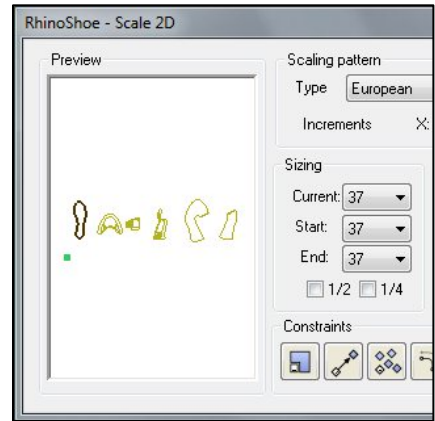 RhinoShoe - Scale 2D
Preview
Scaling pattern
Type European
Increments X:
Sizing
Current: 37
Start: 37
End: 37
1/2 1/4
Constraints